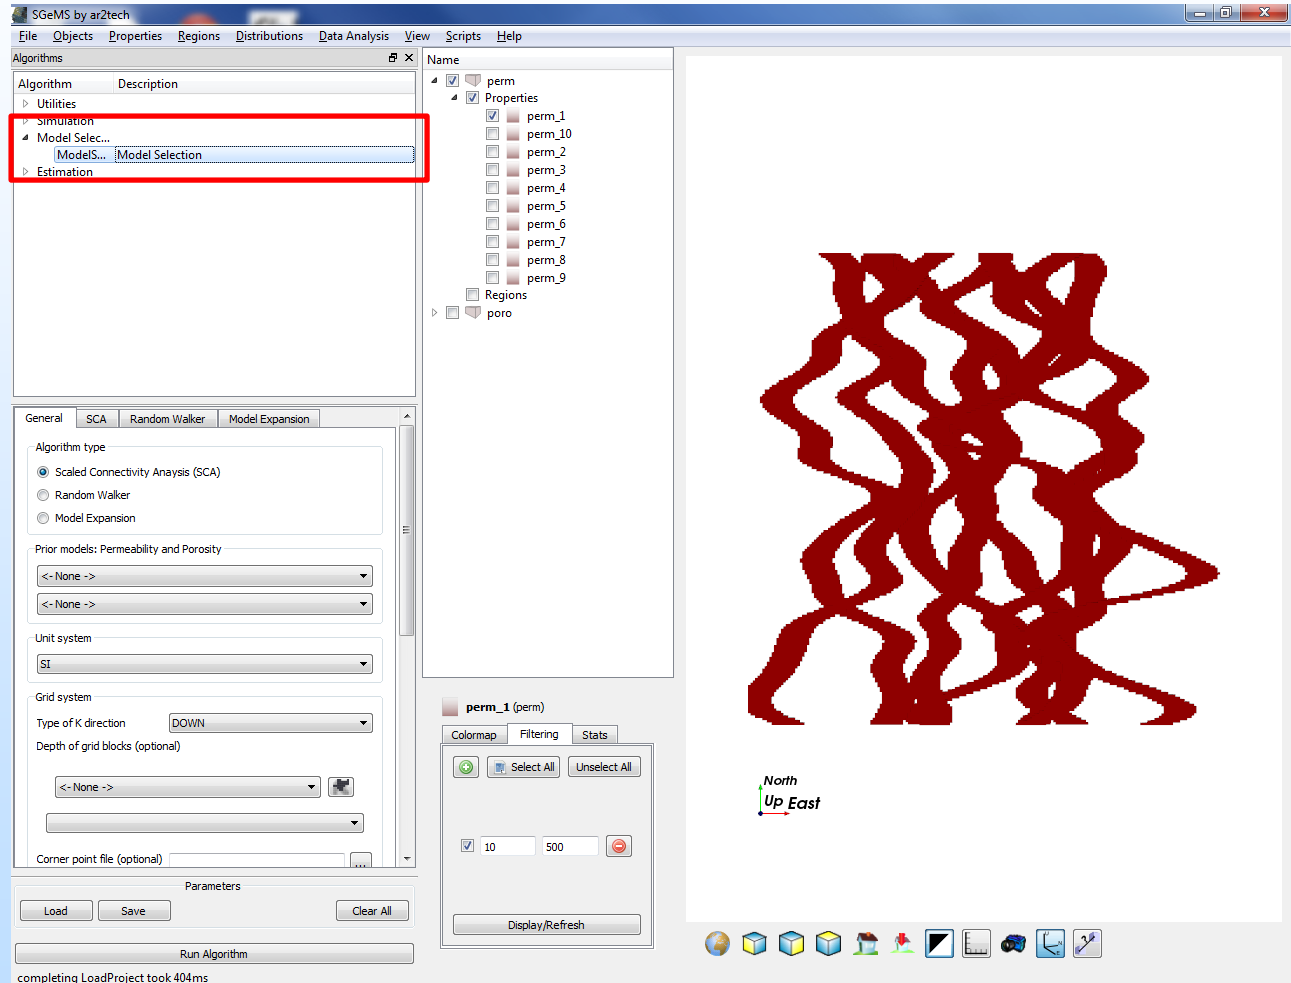 SGeMS by ar2tech
File Objects Properties Regions Distributions Data Analysis View Scripts Help
Algorithms
Algorithm Description
Utilities
Simulation
Model Selec...
ModelS... Model Selection
Estimation
General SCA Random Walker Model Expansion
Algorithm type
Scaled Connectivity Anaysis (SCA)
Random Walker
Model Expansion
Prior models: Permeability and Porosity
<- None ->
<- None ->
Unit system
SI
Grid system
Type of K direction DOWN
Depth of grid blocks (optional)
<- None ->
Corner point file (optional) ...
Parameters
Load Save Clear All
Run Algorithm
completing LoadProject took 404ms
Name
perm
Properties
perm_1
perm_10
perm_2
perm_3
perm_4
perm_5
perm_6
perm_7
perm_8
perm_9
Regions
poro
perm_1 (perm)
Colormap Filtering Stats
Select All Unselect All
10 500
Display/Refresh
North
Up East